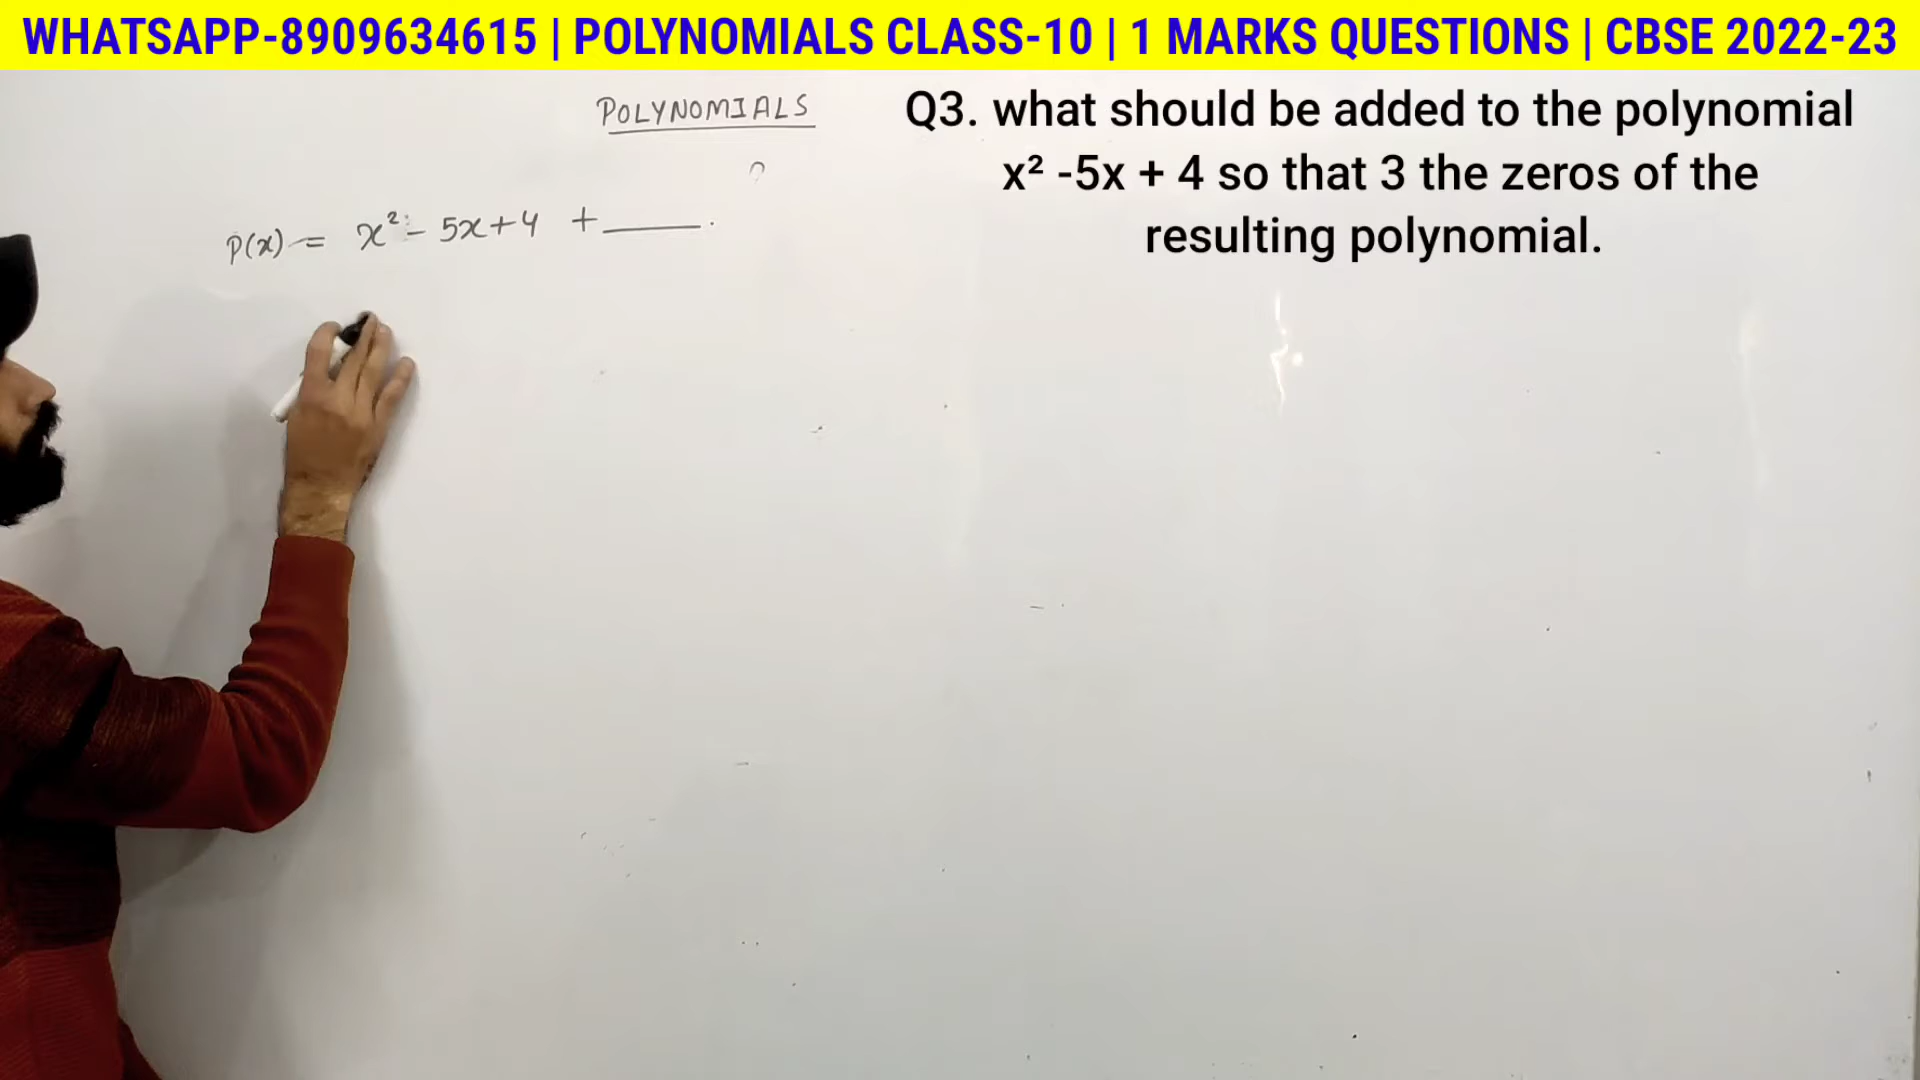 WHATSAPP-8909634615 | POLYNOMIALS CLASS-10 | 1 MARKS QUESTIONS | CBSE 2022-23
POLYNOMIALS
Q3. what should be added to the polynomial
x² -5x + 4 so that 3 the zeros of the
resulting polynomial.
?
P(x) = x² - 5x+4 + ____.